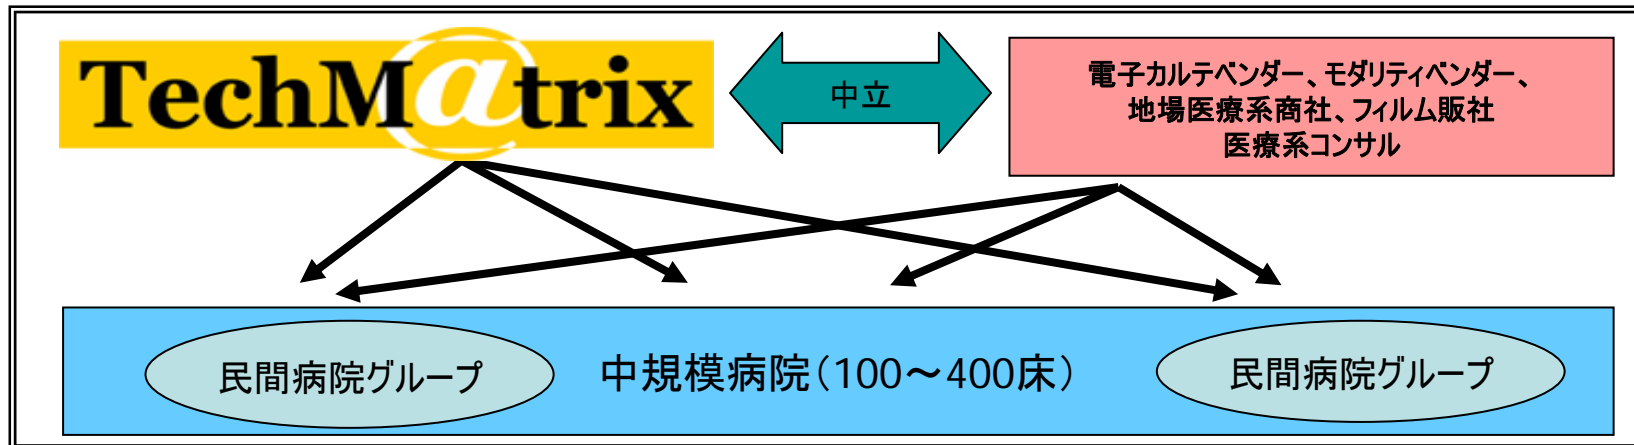 TechM@trix
中立
電子カルテベンダー、モダリティベンダー、
地場医療系商社、フィルム販社
医療系コンサル
民間病院グループ
中規模病院（100～400床）
民間病院グループ